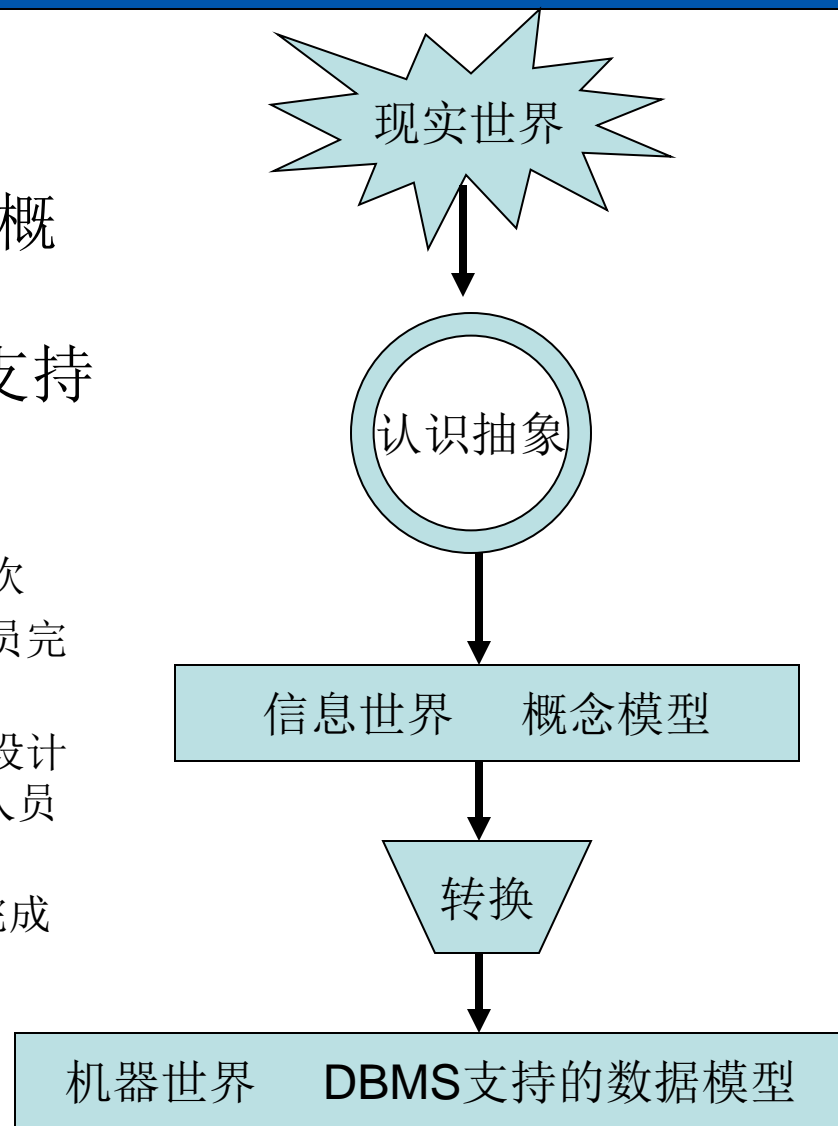 现实世界
概
支持
认识抽象
次
员完
信息世界 概念模型
设计
人员
转换
完成
机器世界 DBMS支持的数据模型